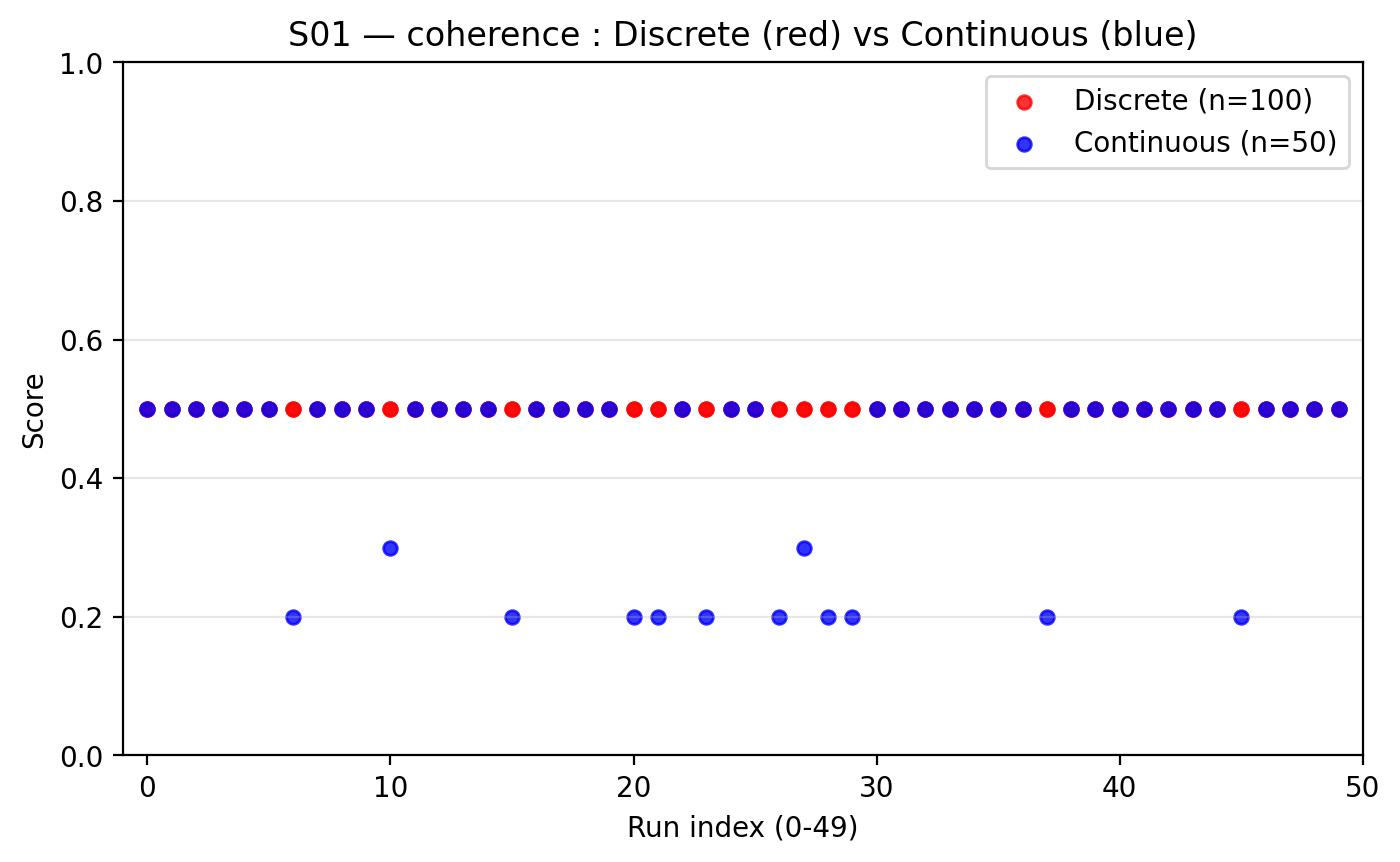 S01 — coherence : Discrete (red) vs Continuous (blue)
1.0
Discrete (n=100)
Continuous (n=50)
0.8
0.6
Score
0.4
0.2
0.0
0 10 20 30 40 50
Run index (0-49)